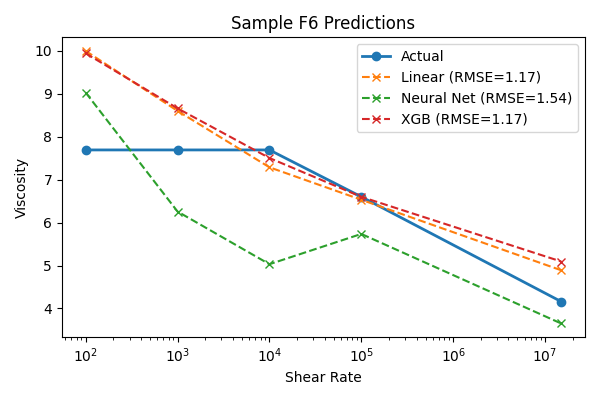 Sample F6 Predictions
Actual
Linear (RMSE=1.17)
Neural Net (RMSE=1.54)
XGB (RMSE=1.17)
Viscosity
10
9
8
7
6
5
4
10² 10³ 10⁴ 10⁵ 10⁶ 10⁷
Shear Rate